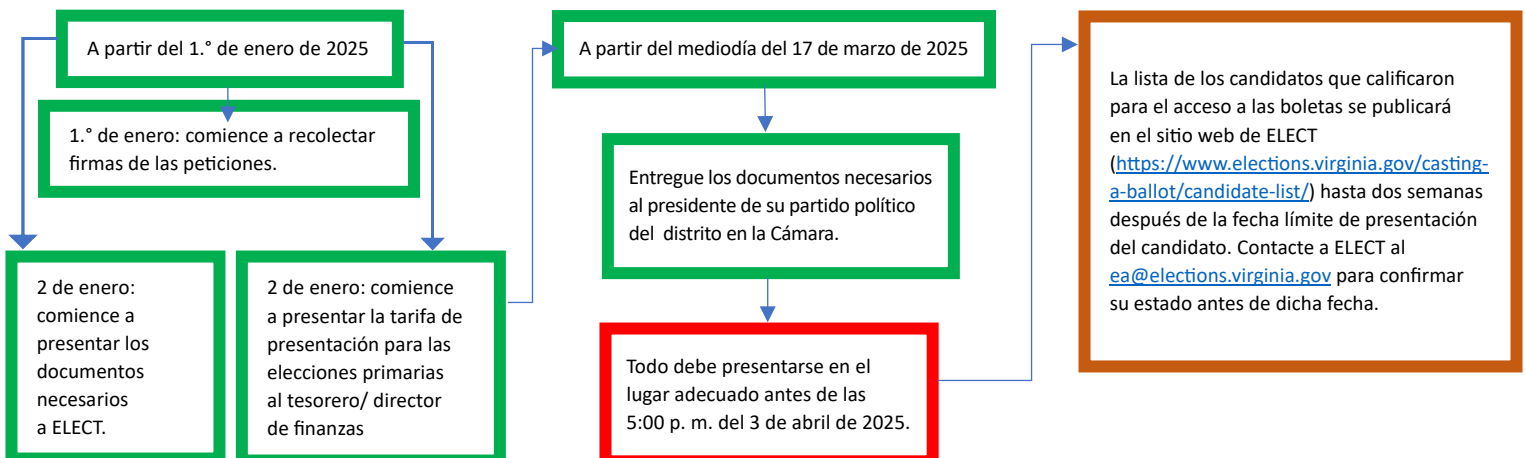 A partir del 1.° de enero de 2025
1.° de enero: comience a recolectar
firmas de las peticiones.
2 de enero:
comience a
presentar los
documentos
necesarios
a ELECT.
2 de enero: comience
a presentar la tarifa de
presentación para las
elecciones primarias
al tesorero/ director
de finanzas
A partir del mediodía del 17 de marzo de 2025
Entregue los documentos necesarios
al presidente de su partido político
del distrito en la Cámara.
Todo debe presentarse en el
lugar adecuado antes de las
5:00 p. m. del 3 de abril de 2025.
La lista de los candidatos que calificaron
para el acceso a las boletas se publicará
en el sitio web de ELECT
(https://www.elections.virginia.gov/casting-
a-ballot/candidate-list/) hasta dos semanas
después de la fecha límite de presentación
del candidato. Contacte a ELECT al
ea@elections.virginia.gov para confirmar
su estado antes de dicha fecha.